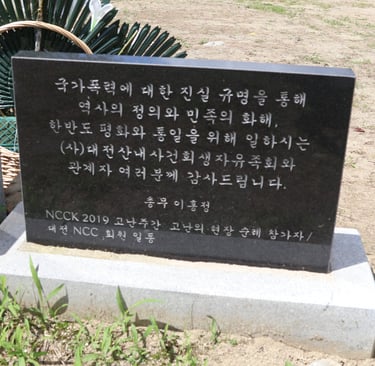 국가폭력에 대한 진실 규명을 통해
역사의 정의와 민족의 화해,
한반도 평화와 통일을 위해 일하시는
(사)대전산내사건희생자유족회와
관계자 여러분께 감사드립니다.
총무 이홍정
NCCK 2019 고난주간 고난의 현장 순례 참가자/
대전 NCC 회원 일동